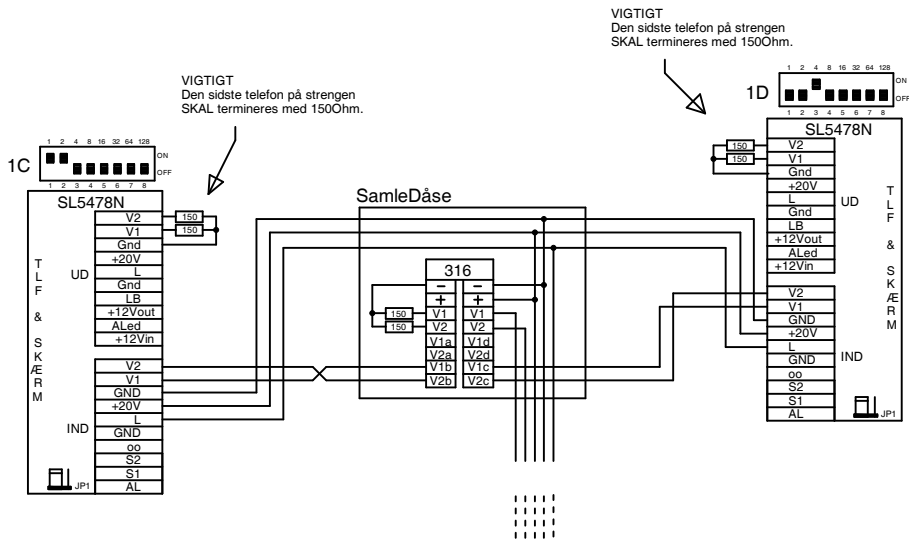 VIGTIGT
Den sidste telefon på strengen
SKAL termineres med 150Ohm.
VIGTIGT
Den sidste telefon på strengen
SKAL termineres med 150Ohm.
1C
1 2 4 8 16 32 64 128
ON
OFF
1 2 3 4 5 6 7 8
SL5478N
TLF & SKÆRM
UD
V2
V1
Gnd
+20V
L
Gnd
LB
+12Vout
ALed
+12Vin
150
150
IND
V2
V1
GND
+20V
L
GND
oo
S2
S1
AL
JP1
SamleDåse
316
− −
+ +
V1 V1
V2 V2
V1a V1d
V2a V2d
V1b V1c
V2b V2c
150
150
1D
1 2 4 8 16 32 64 128
ON
OFF
1 2 3 4 5 6 7 8
SL5478N
150
150
V2
V1
Gnd
+20V
L
Gnd
LB
+12Vout
ALed
+12Vin
UD
TLF & SKÆRM
V2
V1
GND
+20V
L
GND
oo
S2
S1
AL
IND
JP1